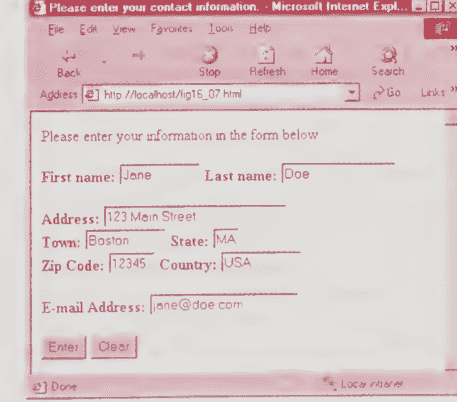 Please enter your contact information. - Microsoft Internet Expl...
File Edit View Favorites Tools Help
Back Stop Refresh Home Search
Address http://localhost/fig16_07.html Go Links »
Please enter your information in the form below
First name: Jane Last name: Doe
Address: 123 Main Street
Town: Boston State: MA
Zip Code: 12345 Country: USA
E-mail Address: jane@doe.com
Enter Clear
Done Local intranet